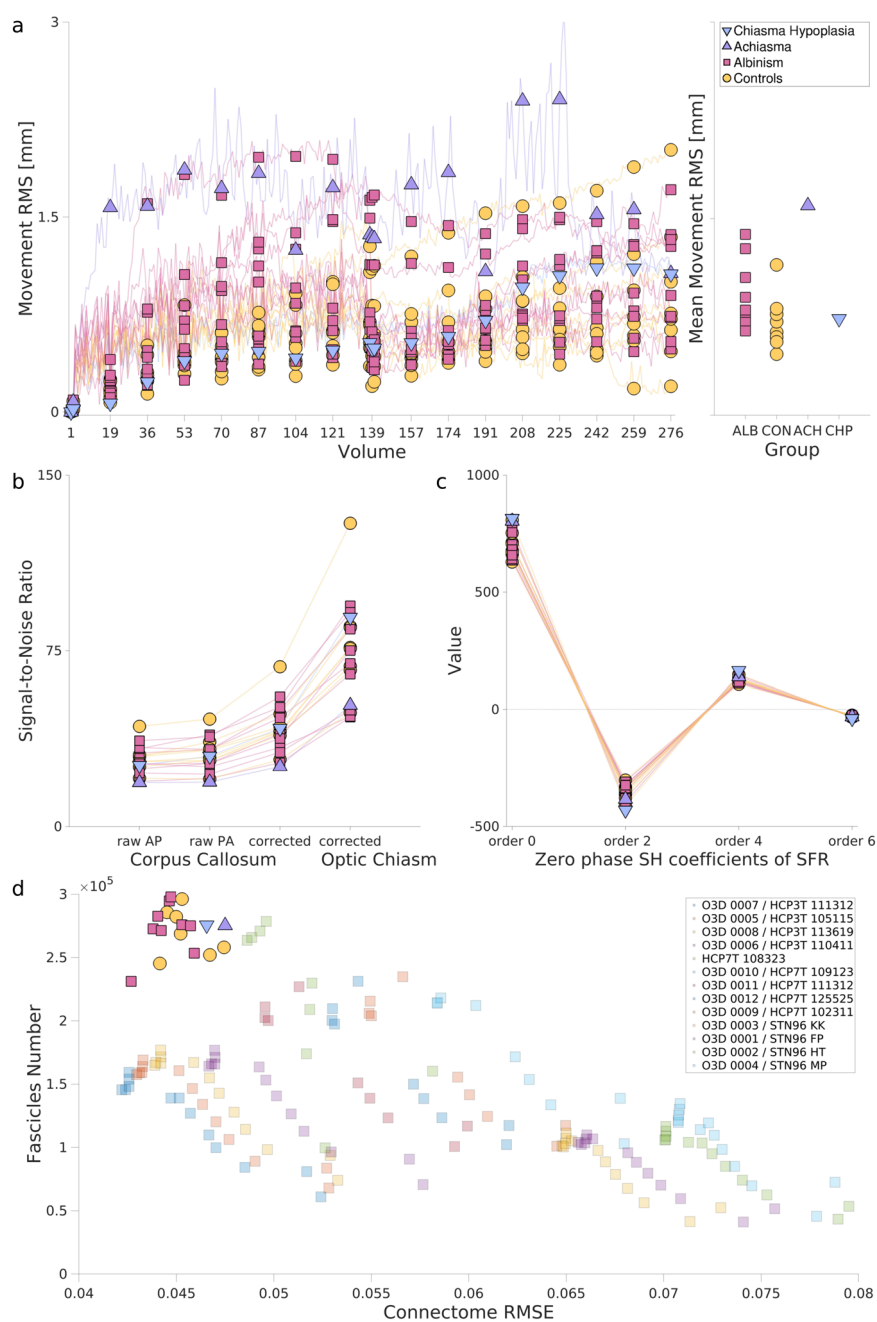 a
3
1.5
0
Movement RMS [mm]
1 19 36 53 70 87 104 121 139 157 174 191 208 225 242 259 276
Volume
Chiasma Hypoplasia
Achiasma
Albinism
Controls
Mean Movement RMS [mm]
ALB CON ACH CHP
Group
b
150
75
0
Signal-to-Noise Ratio
raw AP raw PA corrected corrected
Corpus Callosum Optic Chiasm
c
1000
500
0
-500
Value
order 0 order 2 order 4 order 6
Zero phase SH coefficients of SFR
d
×10⁵
3
2.5
2
1.5
1
0.5
0
Fascicles Number
O3D 0007 / HCP3T 111312
O3D 0005 / HCP3T 105115
O3D 0008 / HCP3T 113619
O3D 0006 / HCP3T 110411
HCP7T 108323
O3D 0010 / HCP7T 109123
O3D 0011 / HCP7T 111312
O3D 0012 / HCP7T 125525
O3D 0009 / HCP7T 102311
O3D 0003 / STN96 KK
O3D 0001 / STN96 FP
O3D 0002 / STN96 HT
O3D 0004 / STN96 MP
0.04 0.045 0.05 0.055 0.06 0.065 0.07 0.075 0.08
Connectome RMSE